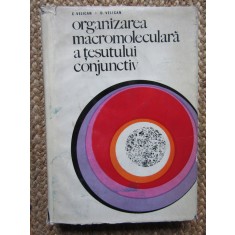 organizarea
macromoleculară
a țesutului
conjunctiv